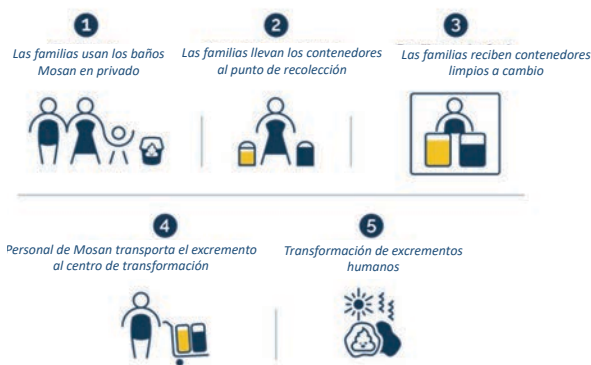 1
2
3
Las familias usan los baños
Mosan en privado
Las familias llevan los contenedores
al punto de recolección
Las familias reciben contenedores
limpios a cambio
4
5
Personal de Mosan transporta el excremento
al centro de transformación
Transformación de excrementos
humanos